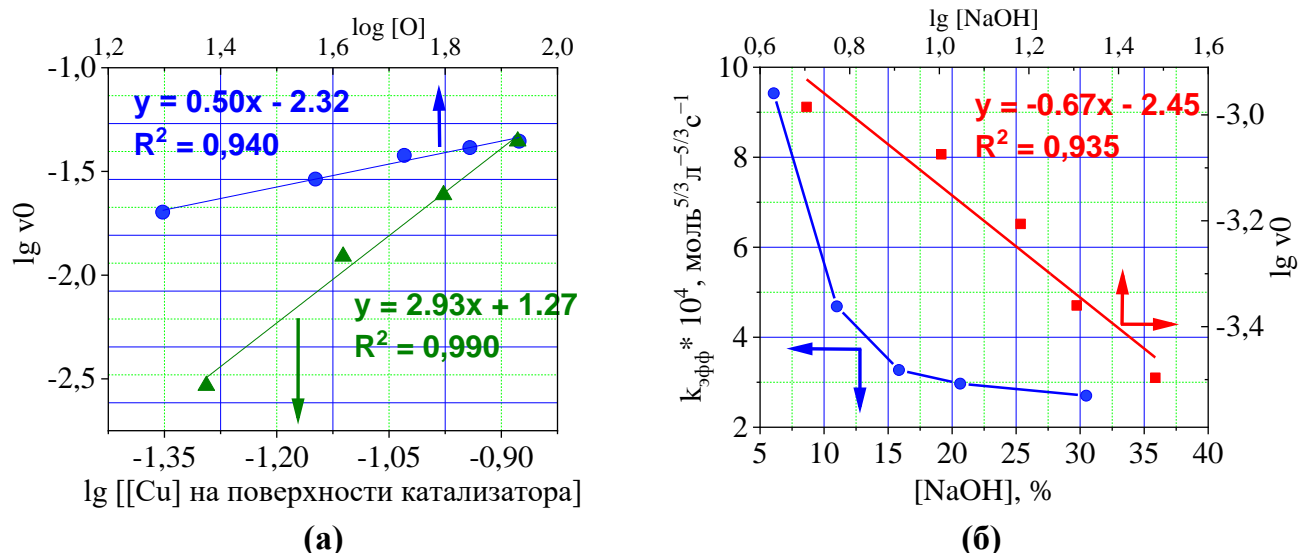 log [O]
1,2 1,4 1,6 1,8 2,0
-1,0
-1,5
-2,0
-2,5
lg v0
y = 0.50x - 2.32
R² = 0,940
y = 2.93x + 1.27
R² = 0,990
-1,35 -1,20 -1,05 -0,90
lg [[Cu] на поверхности катализатора]
(а)
lg [NaOH]
0,6 0,8 1,0 1,2 1,4 1,6
10
8
6
4
2
kэфф* 10⁴, моль⁵ᐟ³л⁻⁵ᐟ³с⁻¹
y = -0.67x - 2.45
R² = 0,935
-3,0
-3,2
-3,4
lg v0
5 10 15 20 25 30 35 40
[NaOH], %
(б)